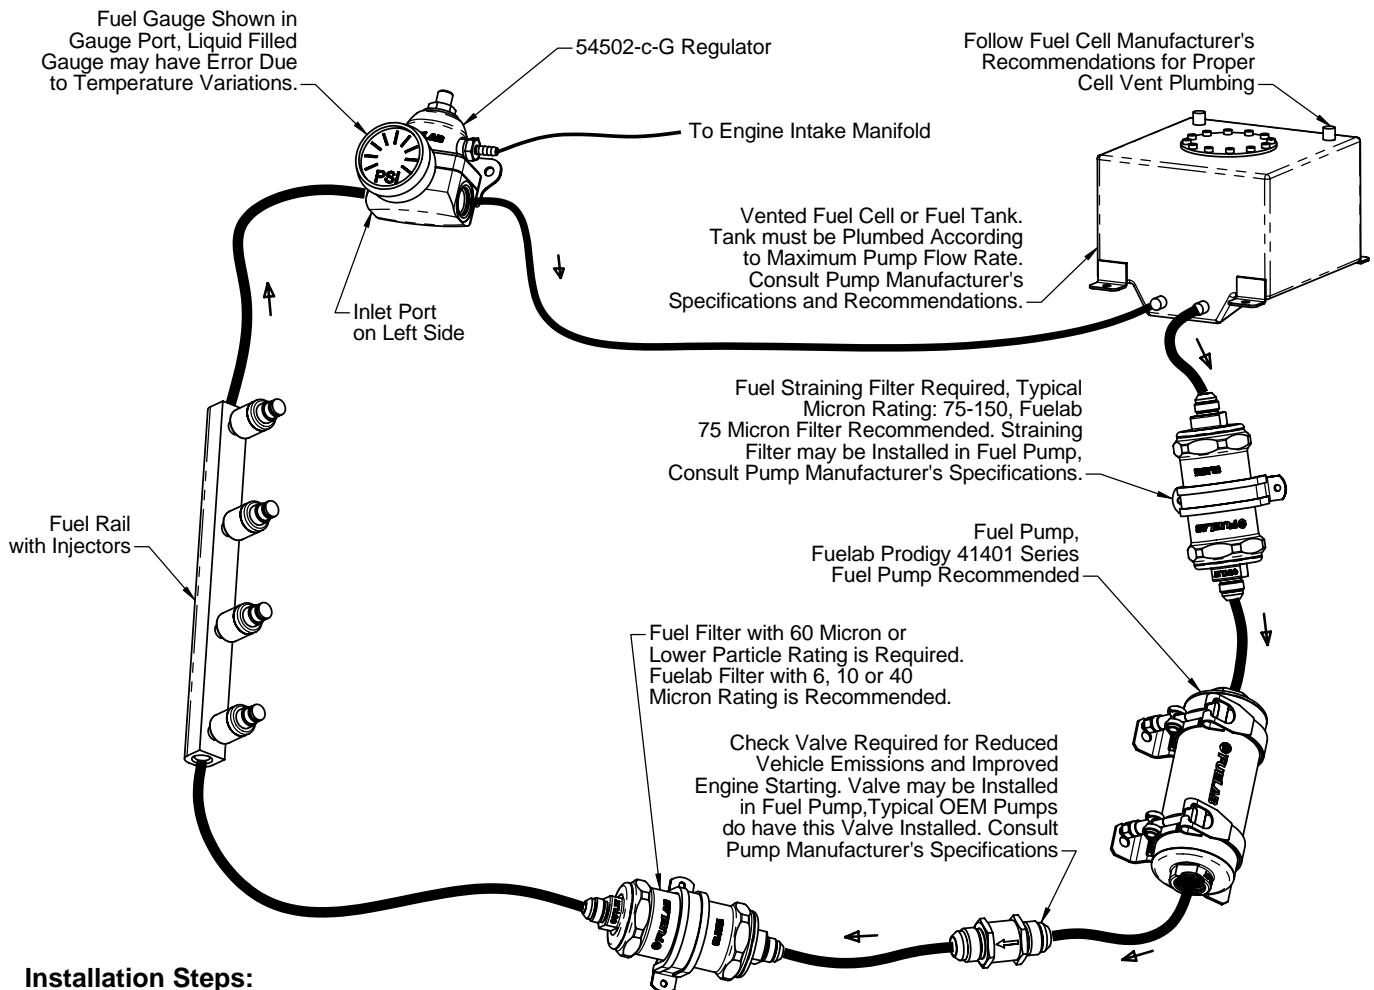 Fuel Gauge Shown in
Gauge Port, Liquid Filled
Gauge may have Error Due
to Temperature Variations.
54502-c-G Regulator
Follow Fuel Cell Manufacturer's
Recommendations for Proper
Cell Vent Plumbing
To Engine Intake Manifold
PSI
Vented Fuel Cell or Fuel Tank.
Tank must be Plumbed According
to Maximum Pump Flow Rate.
Consult Pump Manufacturer's
Specifications and Recommendations.
Inlet Port
on Left Side
Fuel Straining Filter Required, Typical
Micron Rating: 75-150, Fuelab
75 Micron Filter Recommended. Straining
Filter may be Installed in Fuel Pump,
Consult Pump Manufacturer's Specifications.
FUELAB
Fuel Rail
with Injectors
Fuel Pump,
Fuelab Prodigy 41401 Series
Fuel Pump Recommended
FUELAB
Fuel Filter with 60 Micron or
Lower Particle Rating is Required.
Fuelab Filter with 6, 10 or 40
Micron Rating is Recommended.
Check Valve Required for Reduced
Vehicle Emissions and Improved
Engine Starting. Valve may be Installed
in Fuel Pump,Typical OEM Pumps
do have this Valve Installed. Consult
Pump Manufacturer's Specifications
FUELAB
Installation Steps: